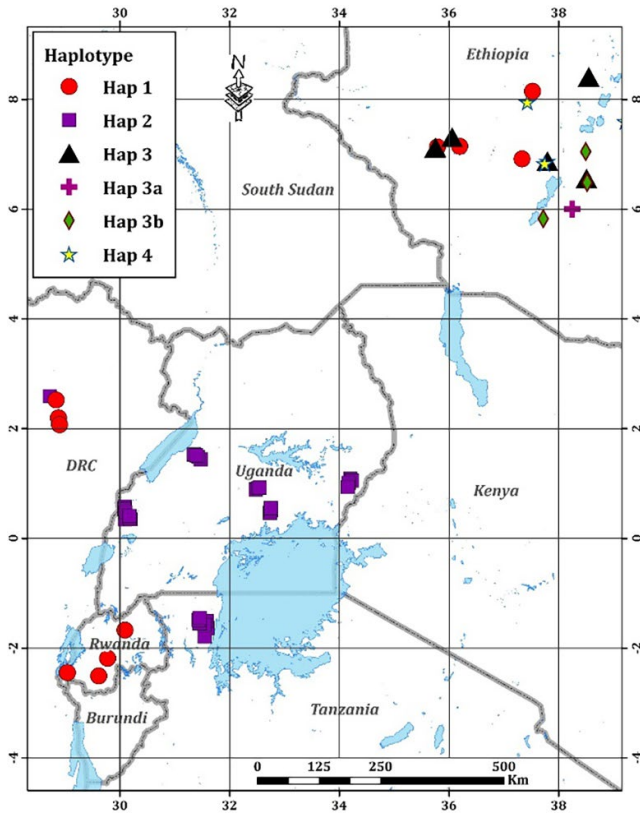 30 32 34 36 38
Haplotype
Hap 1
Hap 2
Hap 3
Hap 3a
Hap 3b
Hap 4
N
Ethiopia
South Sudan
DRC
Uganda
Kenya
Rwanda
Burundi
Tanzania
8 8
6 6
4 4
2 2
0 0
-2 -2
-4 -4
0 125 250 500
Km
30 32 34 36 38